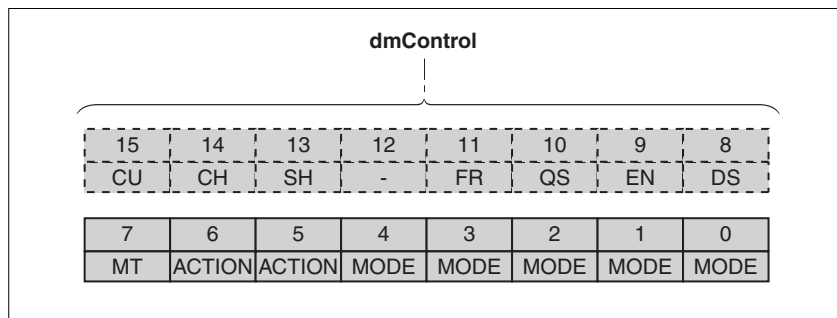 dmControl
15 14 13 12 11 10 9 8
CU CH SH - FR QS EN DS
7 6 5 4 3 2 1 0
MT ACTION ACTION MODE MODE MODE MODE MODE